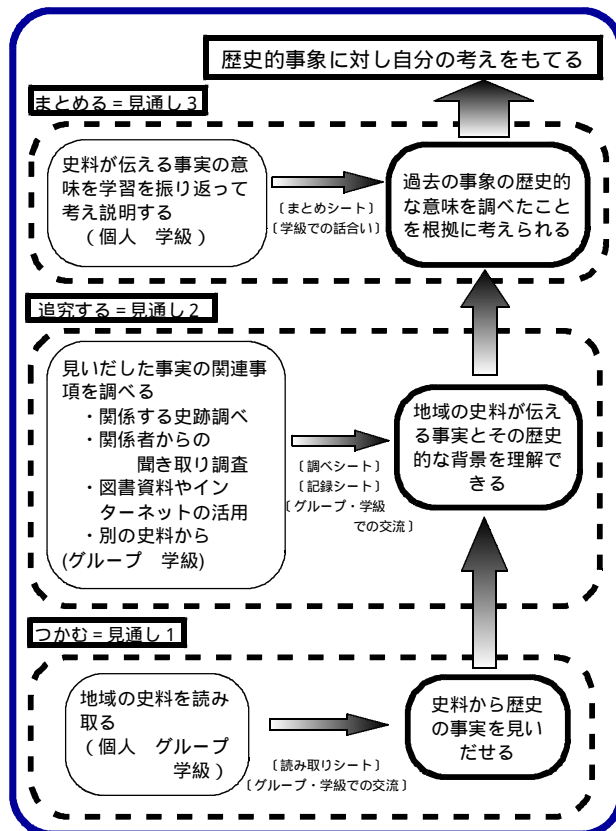 歴史的事象に対し自分の考えをもてる
まとめる＝見通し３
史料が伝える事実の意
味を学習を振り返って
考え説明する
（個人　学級）
〔まとめシート〕
〔学級での話合い〕
過去の事象の歴史的
な意味を調べたこと
を根拠に考えられる
追究する＝見通し２
見いだした事実の関連事
項を調べる
・関係する史跡調べ
・関係者からの
聞き取り調査
・図書資料やイン
ターネットの活用
・別の史料から
(グループ　学級)
〔調べシート〕
〔記録シート〕
〔グループ・学級
での交流〕
地域の史料が伝え
る事実とその歴史
的な背景を理解で
きる
つかむ＝見通し１
地域の史料を読み
取る
（個人　グループ
学級）
〔読み取りシート〕
〔グループ・学級での交流〕
史料から歴史
の事実を見い
だせる